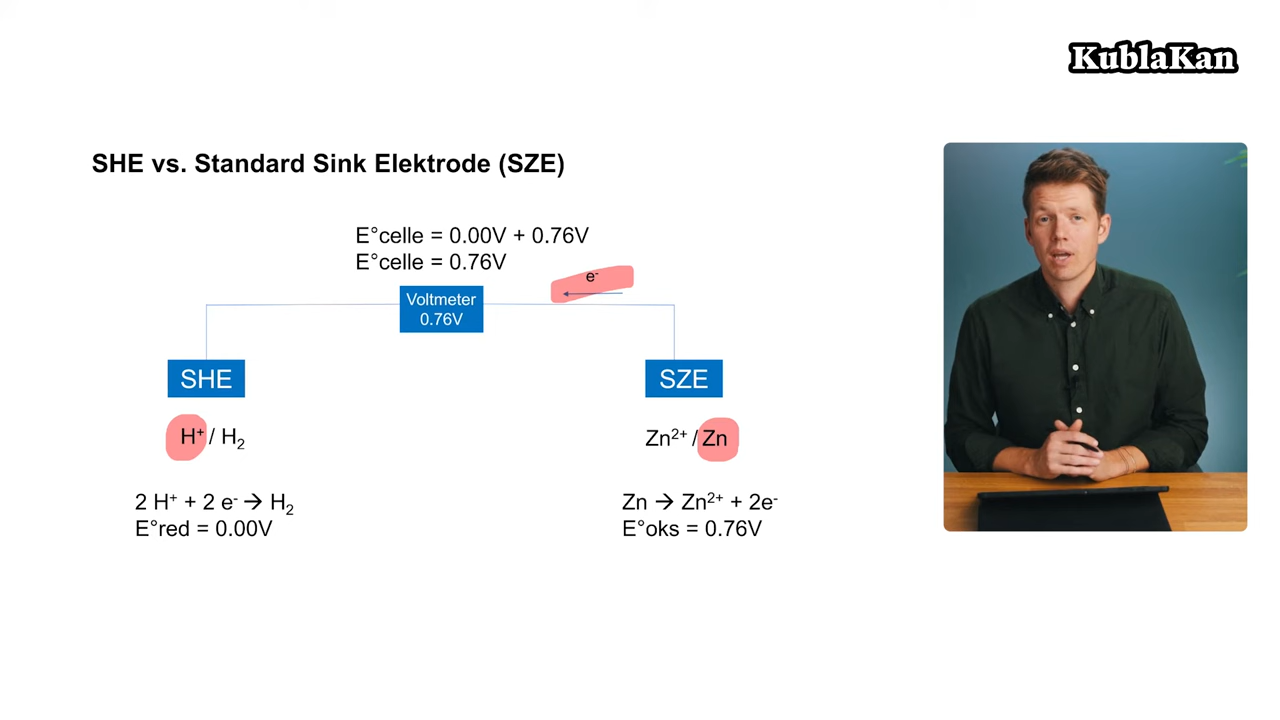 KublaKan
SHE vs. Standard Sink Elektrode (SZE)
E°celle = 0.00V + 0.76V
E°celle = 0.76V
e⁻
Voltmeter
0.76V
SHE
SZE
H⁺ / H₂
Zn²⁺ / Zn
2 H⁺ + 2 e⁻ → H₂
E°red = 0.00V
Zn → Zn²⁺ + 2e⁻
E°oks = 0.76V